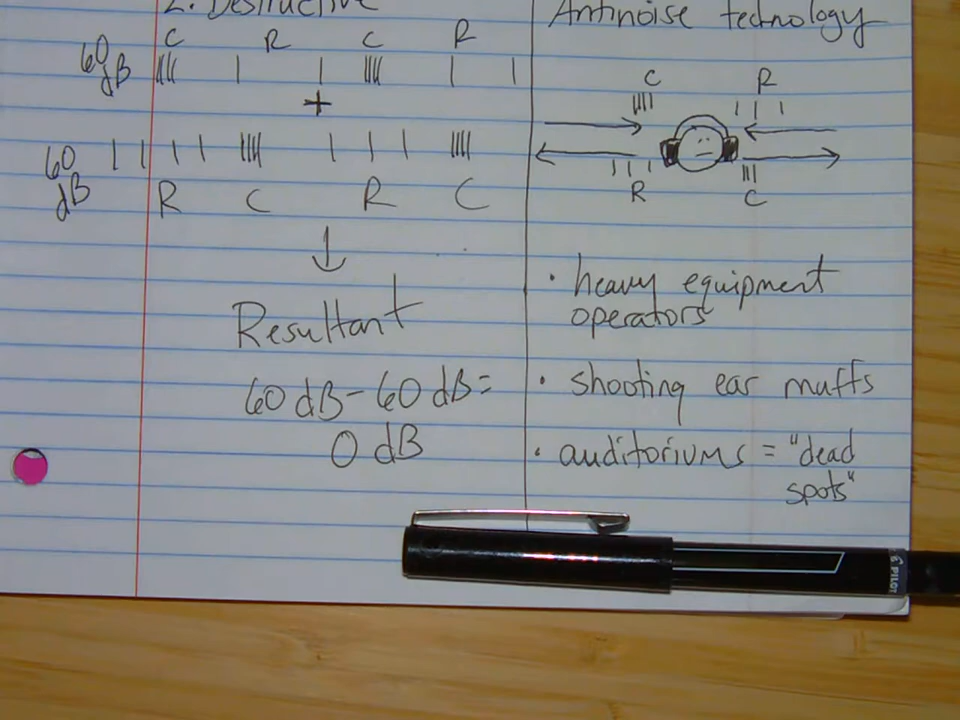 2. Destructive
C R C R
60 dB
+
60 dB
R C R C
↓
Resultant
60 dB - 60 dB =
0 dB
Antinoise technology
C R
R C
• heavy equipment
operators
• shooting ear muffs
• auditoriums = "dead
spots"
PILOT